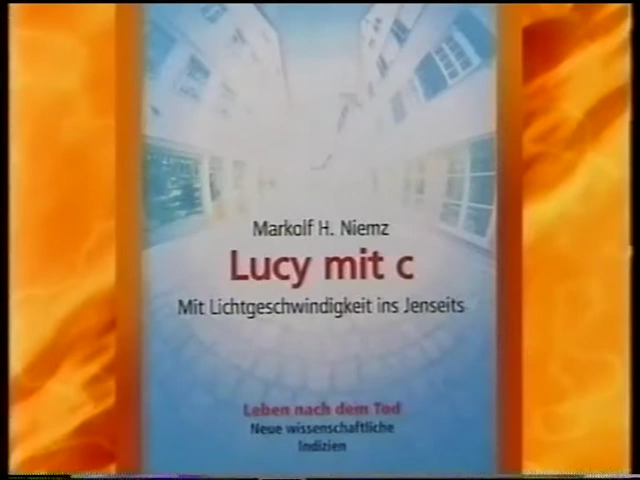 Markolf H. Niemz
Lucy mit c
Mit Lichtgeschwindigkeit ins Jenseits
Leben nach dem Tod
Neue wissenschaftliche
Indizien